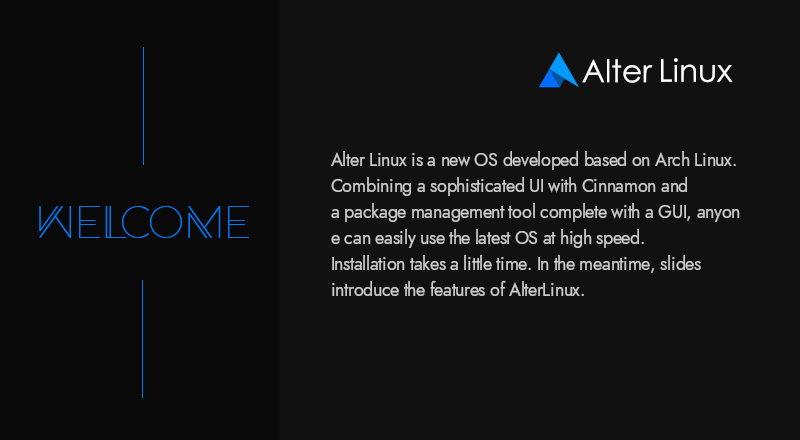 WELCOME
Alter Linux
Alter Linux is a new OS developed based on Arch Linux.
Combining a sophisticated UI with Cinnamon and
a package management tool complete with a GUI, anyon
e can easily use the latest OS at high speed.
Installation takes a little time. In the meantime, slides
introduce the features of AlterLinux.